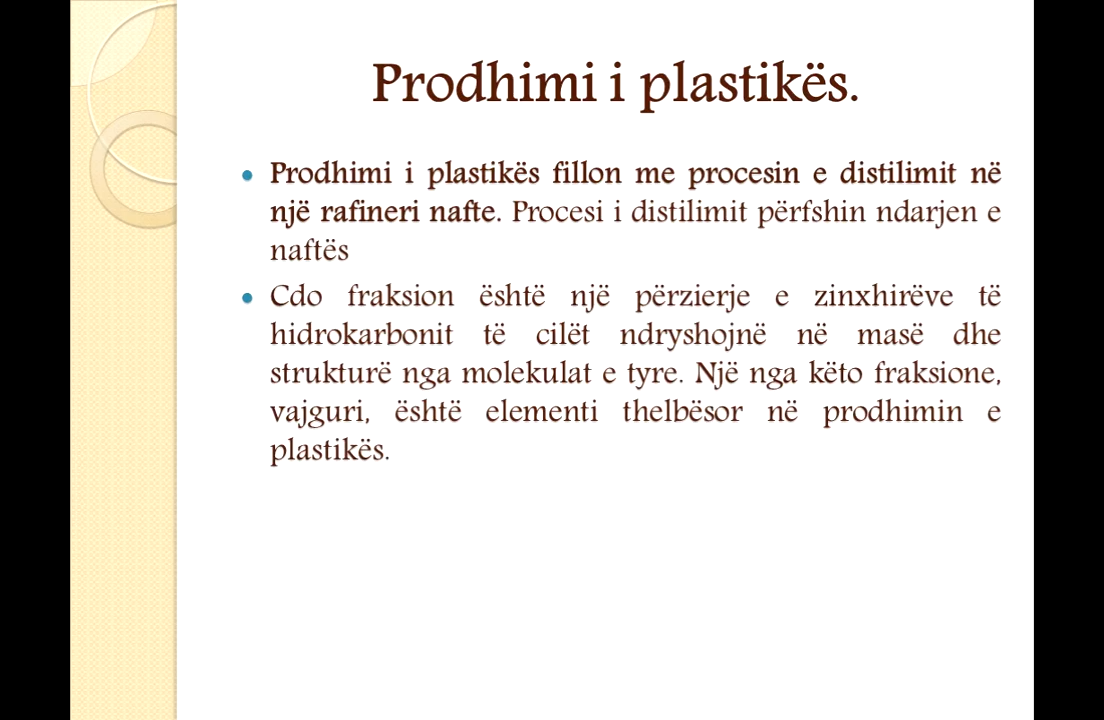 Prodhimi i plastikës.
Prodhimi i plastikës fillon me procesin e distilimit në
një rafineri nafte. Procesi i distilimit përfshin ndarjen e
naftës
Cdo fraksion është një përzierje e zinxhirëve të
hidrokarbonit të cilët ndryshojnë në masë dhe
strukturë nga molekulat e tyre. Një nga këto fraksione,
vajguri, është elementi thelbësor në prodhimin e
plastikës.